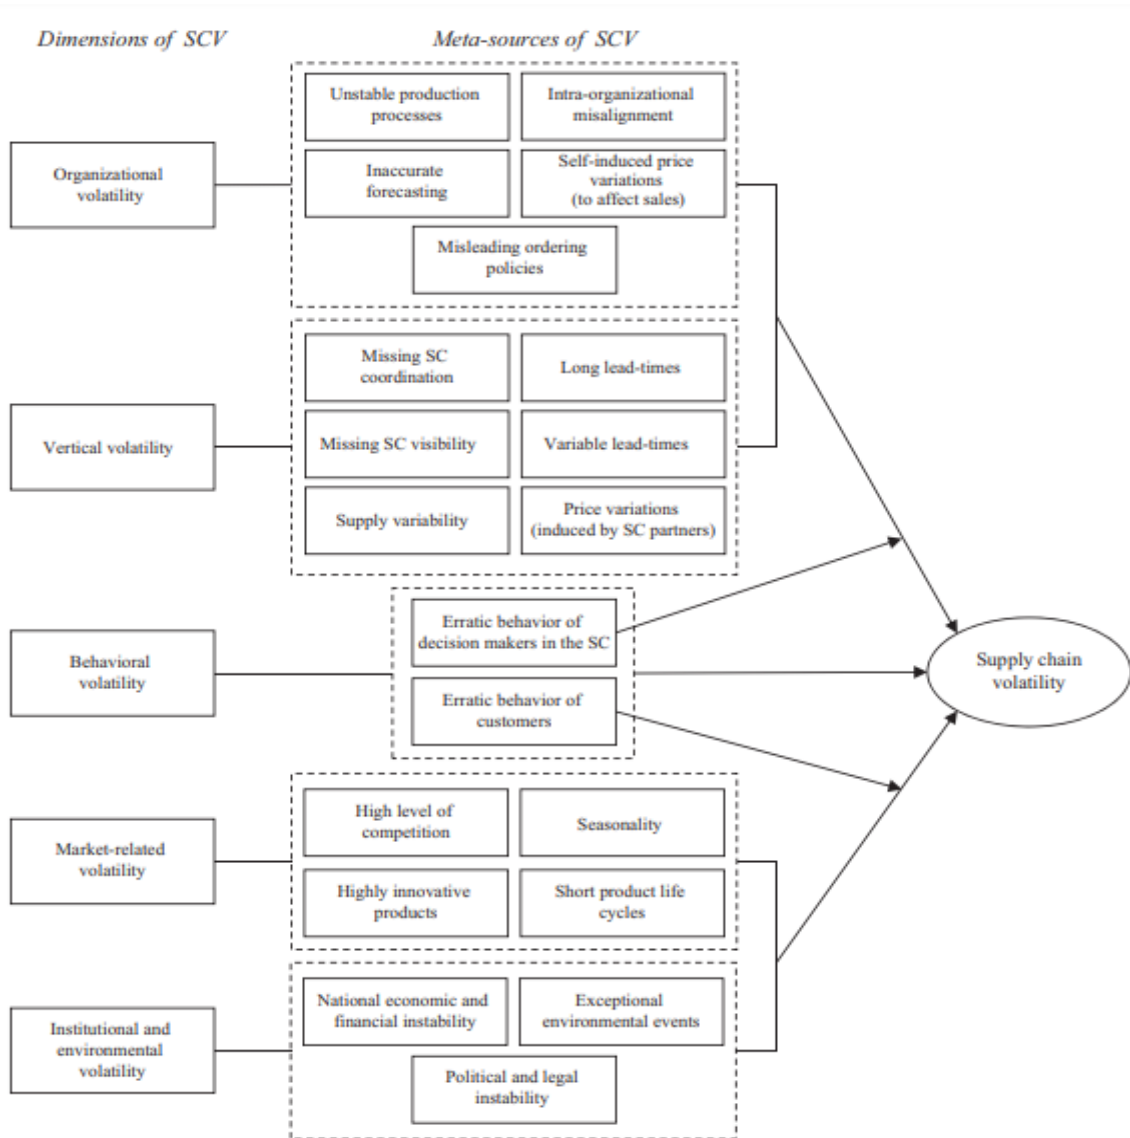 Dimensions of SCV
Meta-sources of SCV
Organizational
volatility
Unstable production
processes
Intra-organizational
misalignment
Inaccurate
forecasting
Self-induced price
variations
(to affect sales)
Misleading ordering
policies
Vertical volatility
Missing SC
coordination
Long lead-times
Missing SC visibility
Variable lead-times
Supply variability
Price variations
(induced by SC partners)
Behavioral
volatility
Erratic behavior of
decision makers in the SC
Erratic behavior of
customers
Supply chain
volatility
Market-related
volatility
High level of
competition
Seasonality
Highly innovative
products
Short product life
cycles
Institutional and
environmental
volatility
National economic and
financial instability
Exceptional
environmental events
Political and legal
instability